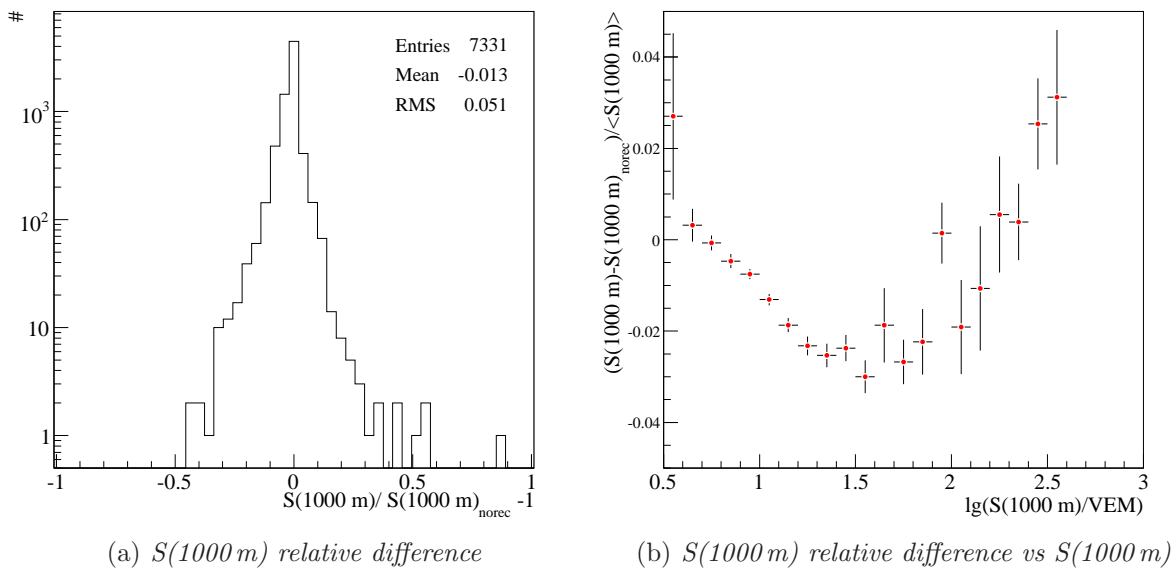 #
Entries 7331
Mean -0.013
RMS 0.051
10³
10²
10
1
-1 -0.5 0 0.5 1
S(1000 m)/ S(1000 m)norec -1
(S(1000 m)-S(1000 m)norec)/<S(1000 m)>
0.04
0.02
0
-0.02
-0.04
0.5 1 1.5 2 2.5 3
lg(S(1000 m)/VEM)
(a) S(1000 m) relative difference
(b) S(1000 m) relative difference vs S(1000 m)